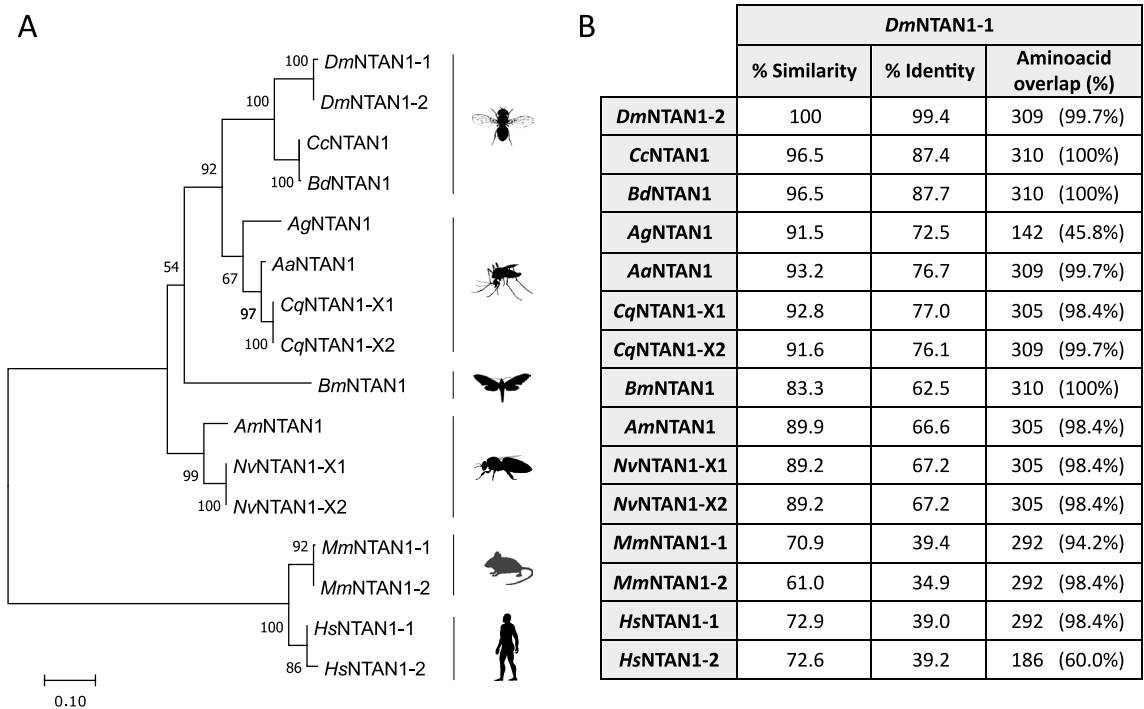 A
100
DmNTAN1-1
DmNTAN1-2
100
CcNTAN1
100
BdNTAN1
92
AgNTAN1
AaNTAN1
67
54
CqNTAN1-X1
97
100
CqNTAN1-X2
BmNTAN1
AmNTAN1
NvNTAN1-X1
99
100
NvNTAN1-X2
92
MmNTAN1-1
MmNTAN1-2
100
HsNTAN1-1
86
HsNTAN1-2
0.10
B
DmNTAN1-1
% Similarity % Identity Aminoacid
overlap (%)
DmNTAN1-2 100 99.4 309 (99.7%)
CcNTAN1 96.5 87.4 310 (100%)
BdNTAN1 96.5 87.7 310 (100%)
AgNTAN1 91.5 72.5 142 (45.8%)
AaNTAN1 93.2 76.7 309 (99.7%)
CqNTAN1-X1 92.8 77.0 305 (98.4%)
CqNTAN1-X2 91.6 76.1 309 (99.7%)
BmNTAN1 83.3 62.5 310 (100%)
AmNTAN1 89.9 66.6 305 (98.4%)
NvNTAN1-X1 89.2 67.2 305 (98.4%)
NvNTAN1-X2 89.2 67.2 305 (98.4%)
MmNTAN1-1 70.9 39.4 292 (94.2%)
MmNTAN1-2 61.0 34.9 292 (98.4%)
HsNTAN1-1 72.9 39.0 292 (98.4%)
HsNTAN1-2 72.6 39.2 186 (60.0%)